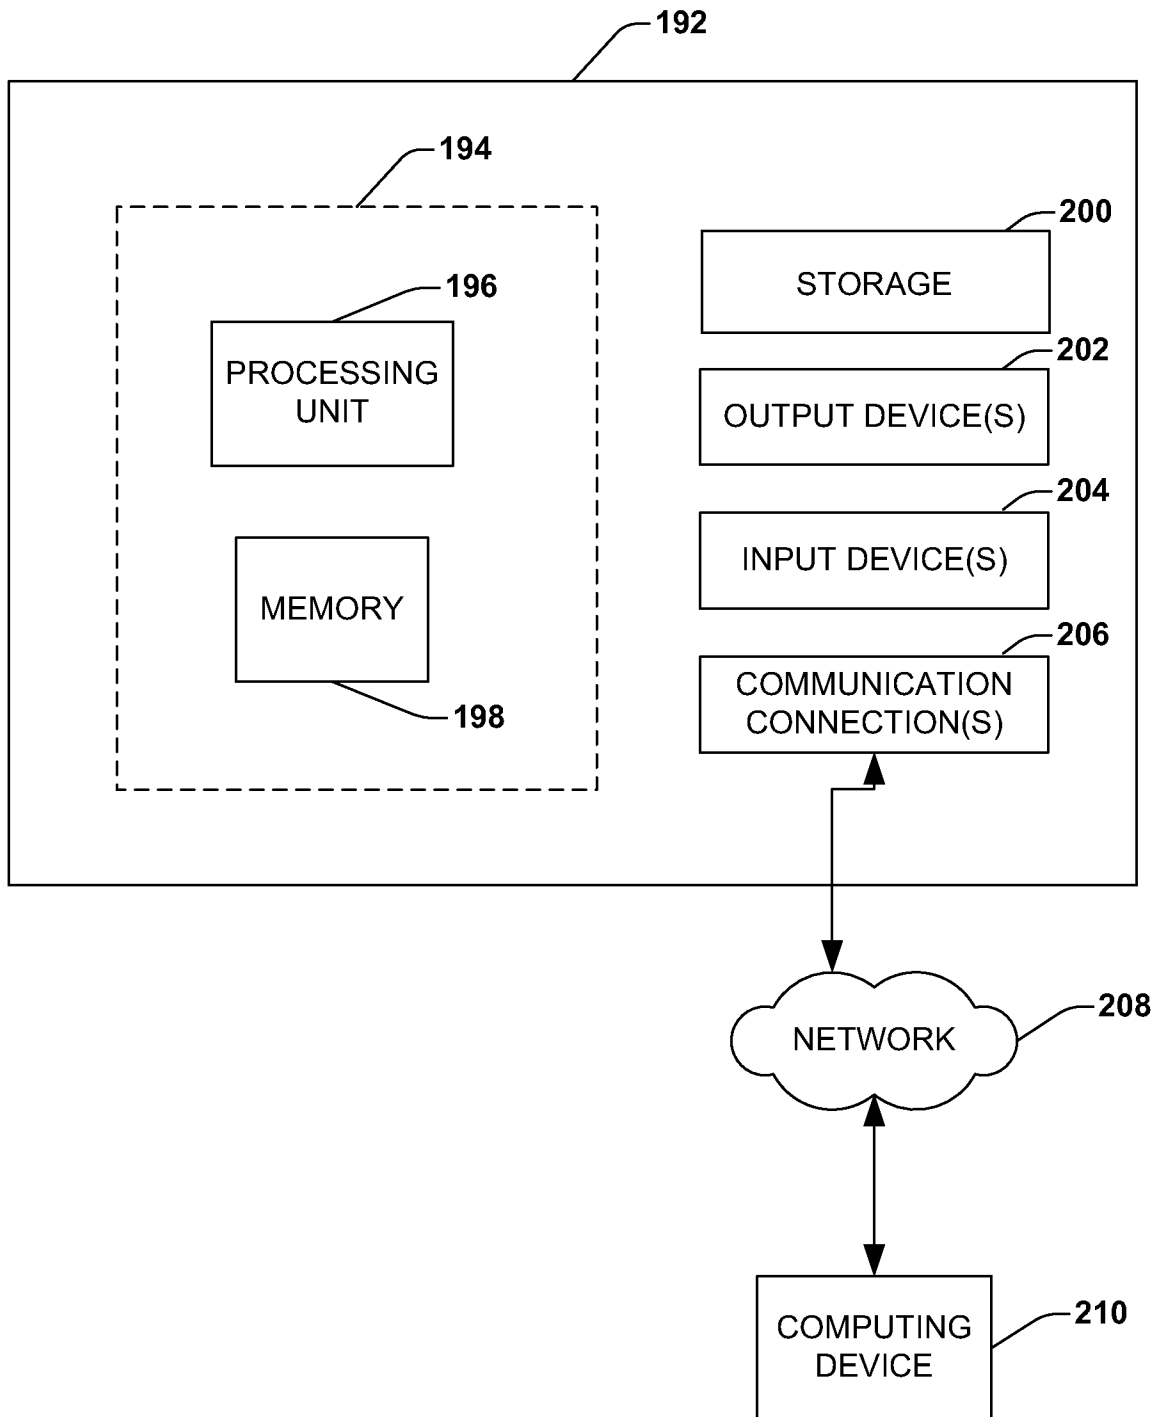 192
194
196
PROCESSING
UNIT
MEMORY
198
200
STORAGE
202
OUTPUT DEVICE(S)
204
INPUT DEVICE(S)
206
COMMUNICATION
CONNECTION(S)
NETWORK
208
COMPUTING
DEVICE
210